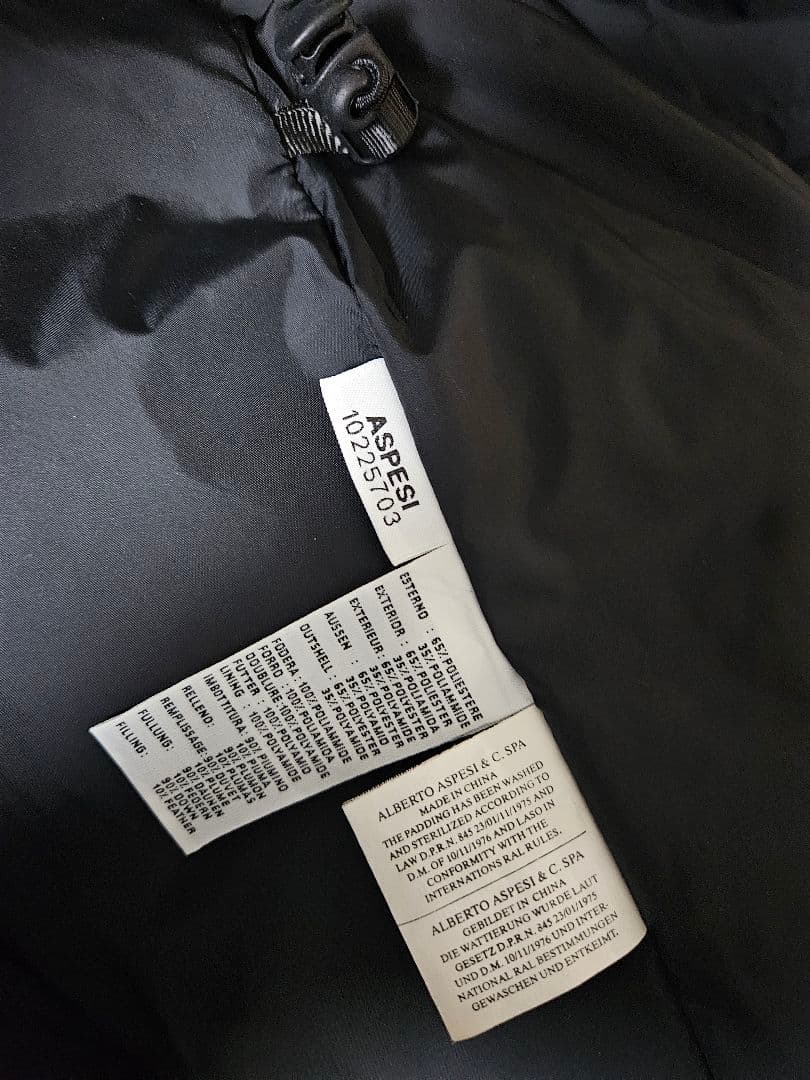 ASPESI
10225703
ESTERNO : 65% POLIESTERE
35% POLIAMMIDE
EXTERIOR : 65% POLIESTER
35% POLIAMIDA
EXTERIEUR : 65% POLYESTER
35% POLYAMIDE
AUSSEN : 65% POLYESTER
35% POLYAMID
OUTSHELL : 65% POLYESTER
35% POLYAMIDE
FODERA : 100% POLIAMMIDE
FORRO : 100% POLIAMIDA
DOUBLURE: 100% POLYAMIDE
FUTTER : 100% POLYAMID
LINING : 100% POLYAMIDE
IMBOTTITURA: 90% PIUMINO
10% PIUMA
RELLENO: 90% PLUMON
10% PLUMAS
REMPLISSAGE: 90% DUVET
10% PLUME
FULLUNG: 90% DAUNEN
10% FEDERN
FILLING: 90% DOWN
10% FEATHER
ALBERTO ASPESI & C. SPA
MADE IN CHINA
THE PADDING HAS BEEN WASHED
AND STERILIZED ACCORDING TO
LAW D.P.R.N. 845 23/01/11/1975 AND
D.M. OF 10/11/1976 AND LASO IN
CONFORMITY WITH THE
INTERNATIONS RAL RULES.
ALBERTO ASPESI & C. SPA
GEBILDET IN CHINA
DIE WATTIERUNG WURDE LAUT
GESETZ D.P.R.N. 845 23/01/1975
UND D.M. 10/11/1976 UND INTER-
NATIONAL RAL BESTIMMUNGEN
GEWASCHEN UND ENTKEIMT.